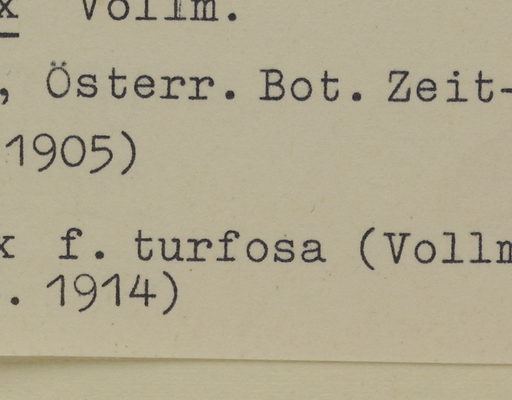 x Vollm.
, Österr. Bot. Zeit-
1905)
x f. turfosa (Vollm
. 1914)